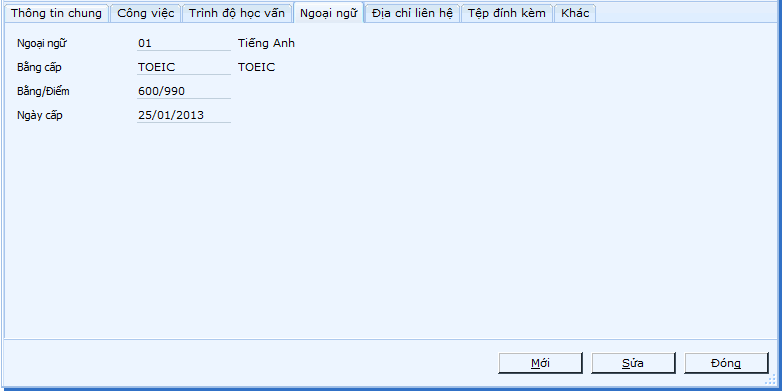 Thông tin chung Công việc Trình độ học vấn Ngoại ngữ Địa chỉ liên hệ Tệp đính kèm Khác
Ngoại ngữ 01 Tiếng Anh
Bằng cấp TOEIC TOEIC
Bằng/Điểm 600/990
Ngày cấp 25/01/2013
Mới Sửa Đóng